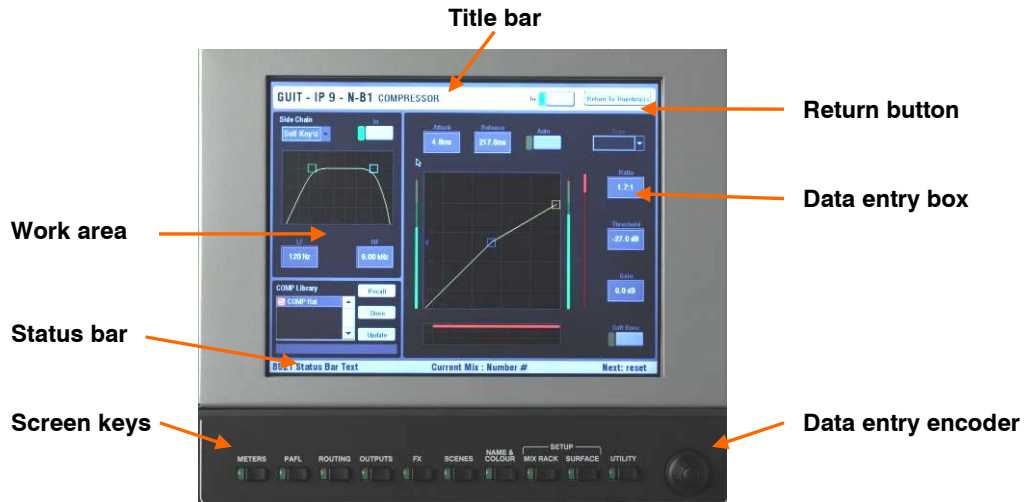 Title bar
GUIT - IP 9 - N-B1 COMPRESSOR
In
Return To Thumbnails
Return button
Side Chain
In
Self Key'd
Attack
Release
Auto
4.0ms
217.0ms
Ratio
1.7:1
Data entry box
Work area
LF
HF
120 Hz
6.00 kHz
Threshold
-27.0 dB
Gain
0.0 dB
COMP Library
COMP flat
Recall
Store
Update
Soft Knee
Status bar
Status Bar Text
Current Mix : Number #
Next: reset
Screen keys
Data entry encoder
METERS
PAFL
ROUTING
OUTPUTS
FX
SCENES
NAME & COLOUR
SETUP
MIX RACK
SURFACE
UTILITY